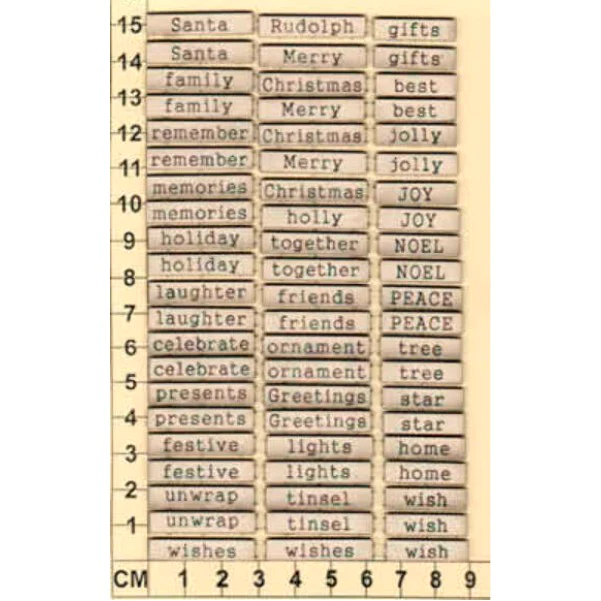 15 Santa Rudolph gifts
14 Santa Merry gifts
family Christmas best
13 family Merry best
12 remember Christmas jolly
11 remember Merry jolly
memories Christmas JOY
10 memories holly JOY
9 holiday together NOEL
8 holiday together NOEL
laughter friends PEACE
7 laughter friends PEACE
6 celebrate ornament tree
5 celebrate ornament tree
presents Greetings star
4 presents Greetings star
3 festive lights home
festive lights home
2 unwrap tinsel wish
1 unwrap tinsel wish
wishes wishes wish
CM 1 2 3 4 5 6 7 8 9